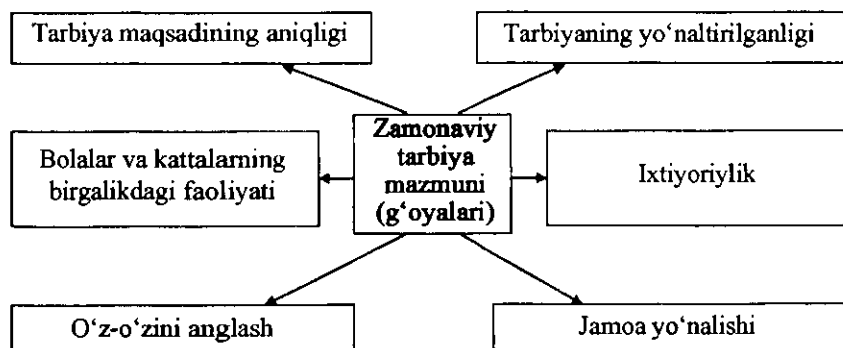 Tarbiya maqsadining aniqligi
Tarbiyaning yo‘naltirilganligi
Bolalar va kattalarning
birgalikdagi faoliyati
Zamonaviy
tarbiya
mazmuni
(g‘oyalari)
Ixtiyoriylik
O‘z-o‘zini anglash
Jamoa yo‘nalishi